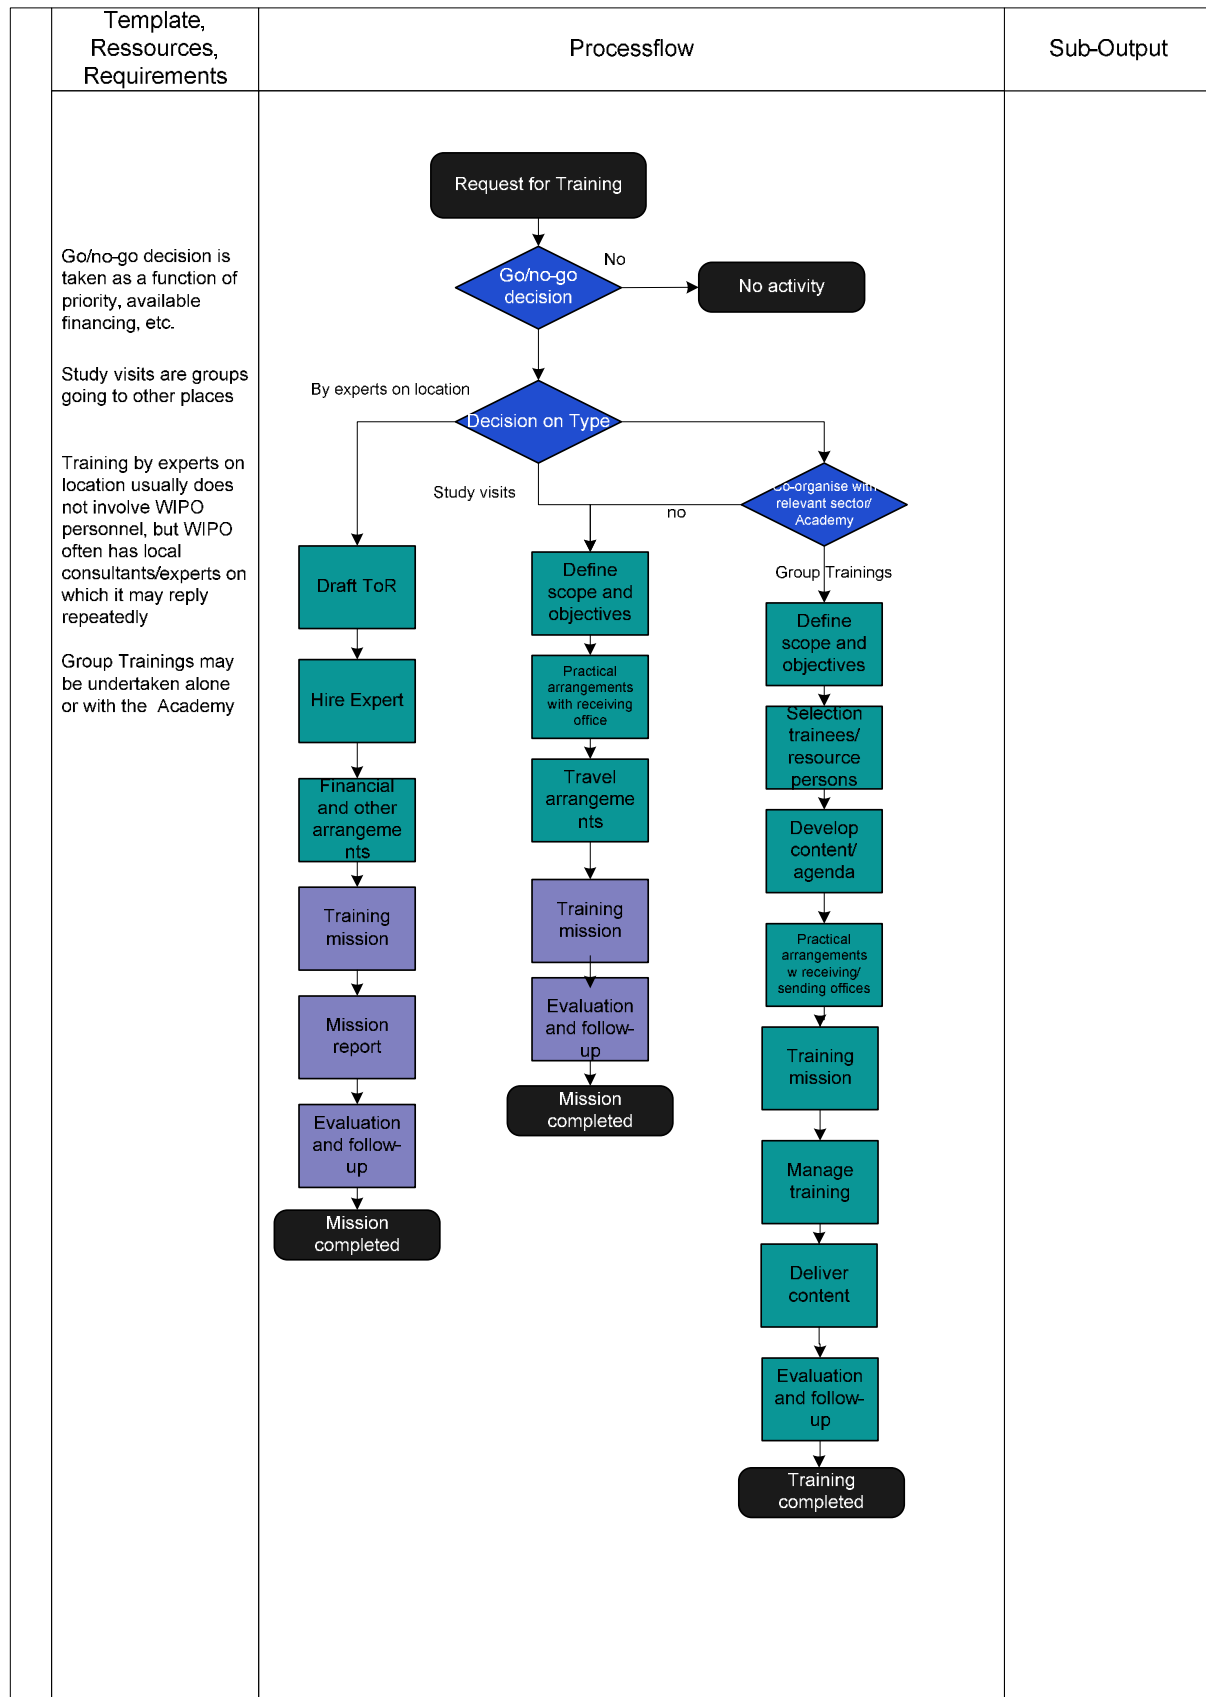 Template,
Ressources,
Requirements
Processflow
Sub-Output
Go/no-go decision is
taken as a function of
priority, available
financing, etc.
Study visits are groups
going to other places
Training by experts on
location usually does
not involve WIPO
personnel, but WIPO
often has local
consultants/experts on
which it may reply
repeatedly
Group Trainings may
be undertaken alone
or with the Academy
Request for Training
Go/no-go
decision
No
No activity
By experts on location
Decision on Type
Study visits
no
Co-organise with
relevant sector/
Academy
Group Trainings
Draft ToR
Hire Expert
Financial
and other
arrangeme
nts
Training
mission
Mission
report
Evaluation
and follow-
up
Mission
completed
Define
scope and
objectives
Practical
arrangements
with receiving
office
Travel
arrangeme
nts
Training
mission
Evaluation
and follow-
up
Mission
completed
Define
scope and
objectives
Selection
trainees/
resource
persons
Develop
content/
agenda
Practical
arrangements
w receiving/
sending offices
Training
mission
Manage
training
Deliver
content
Evaluation
and follow-
up
Training
completed